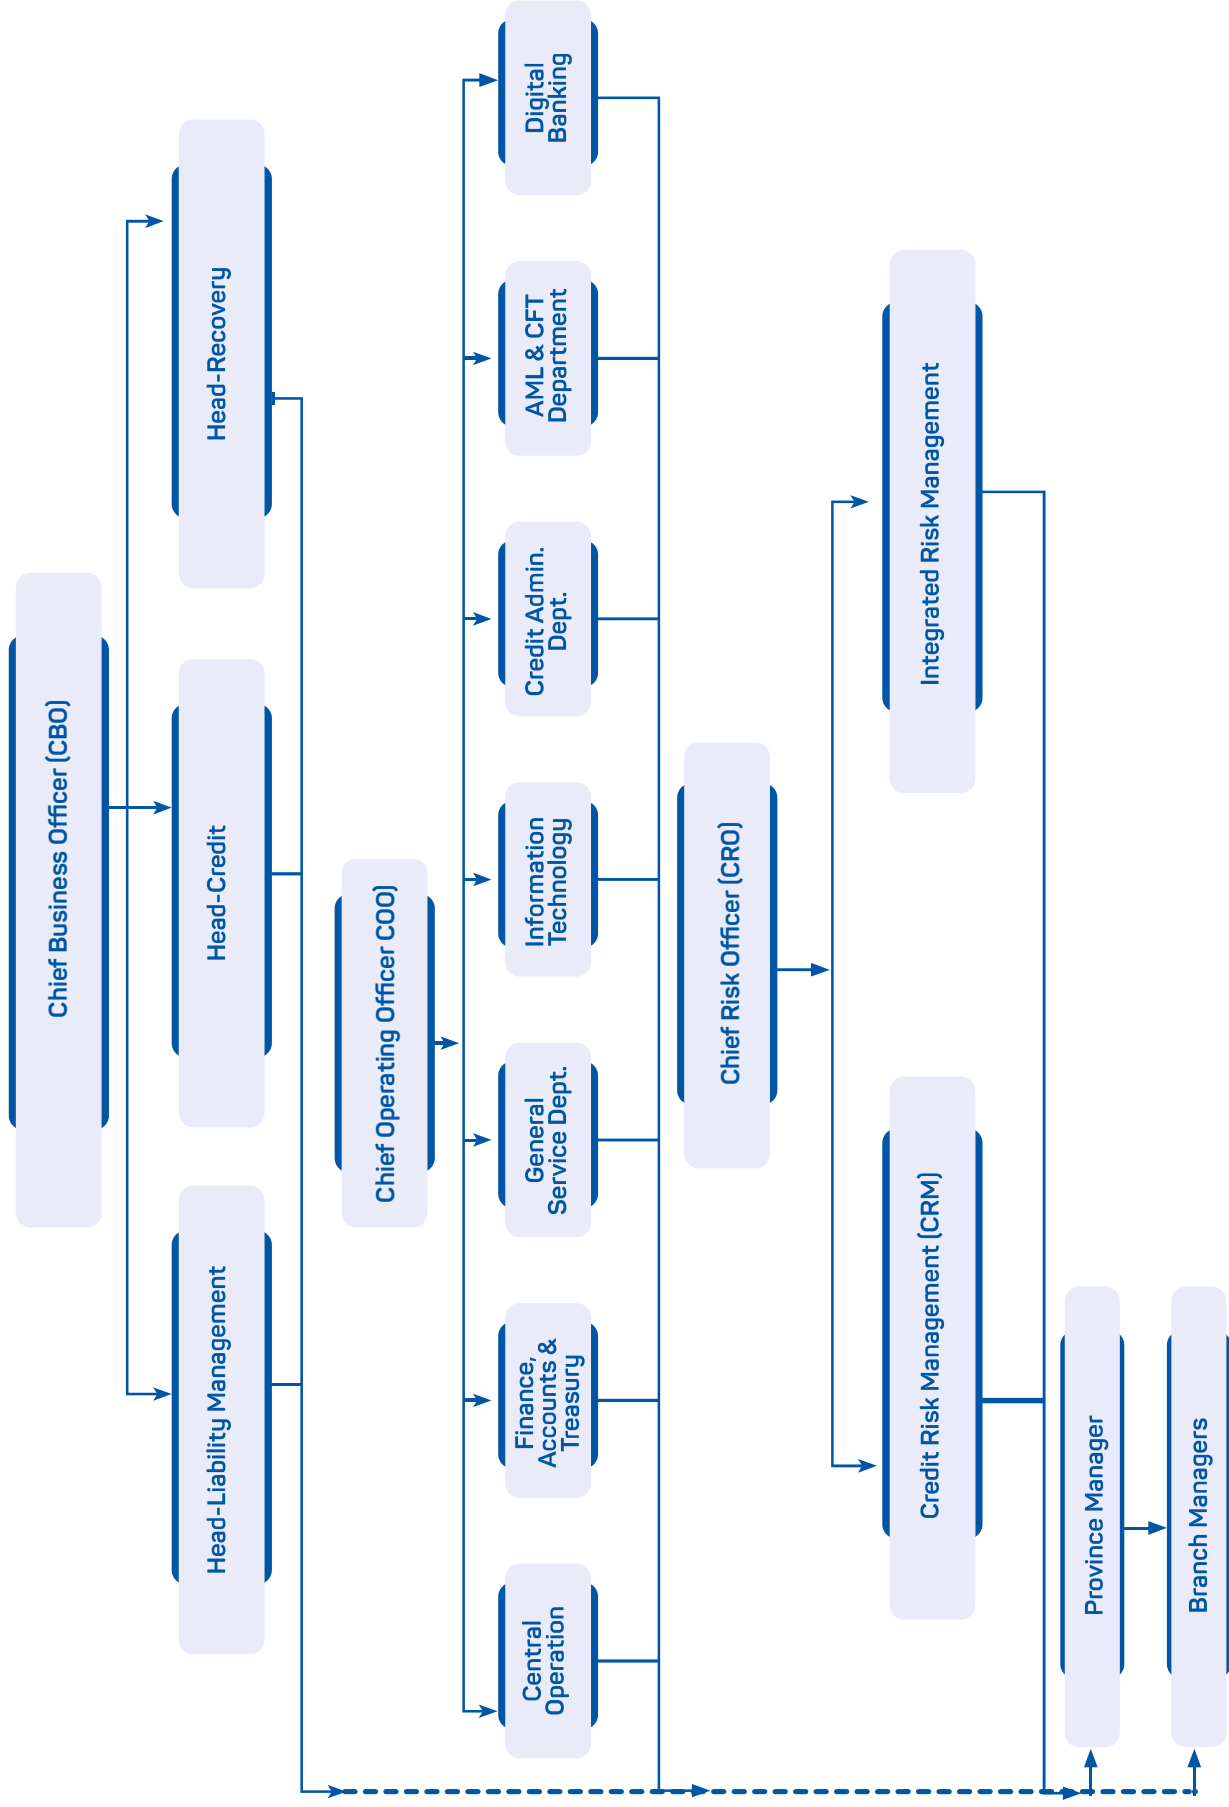 Chief Business Officer (CBO)
Head-Liability Management
Head-Credit
Head-Recovery
Chief Operating Officer COO)
Central
Operation
Finance,
Accounts &
Treasury
General
Service Dept.
Information
Technology
Credit Admin.
Dept.
AML & CFT
Department
Digital
Banking
Chief Risk Officer (CRO)
Credit Risk Management (CRM)
Integrated Risk Management
Province Manager
Branch Managers